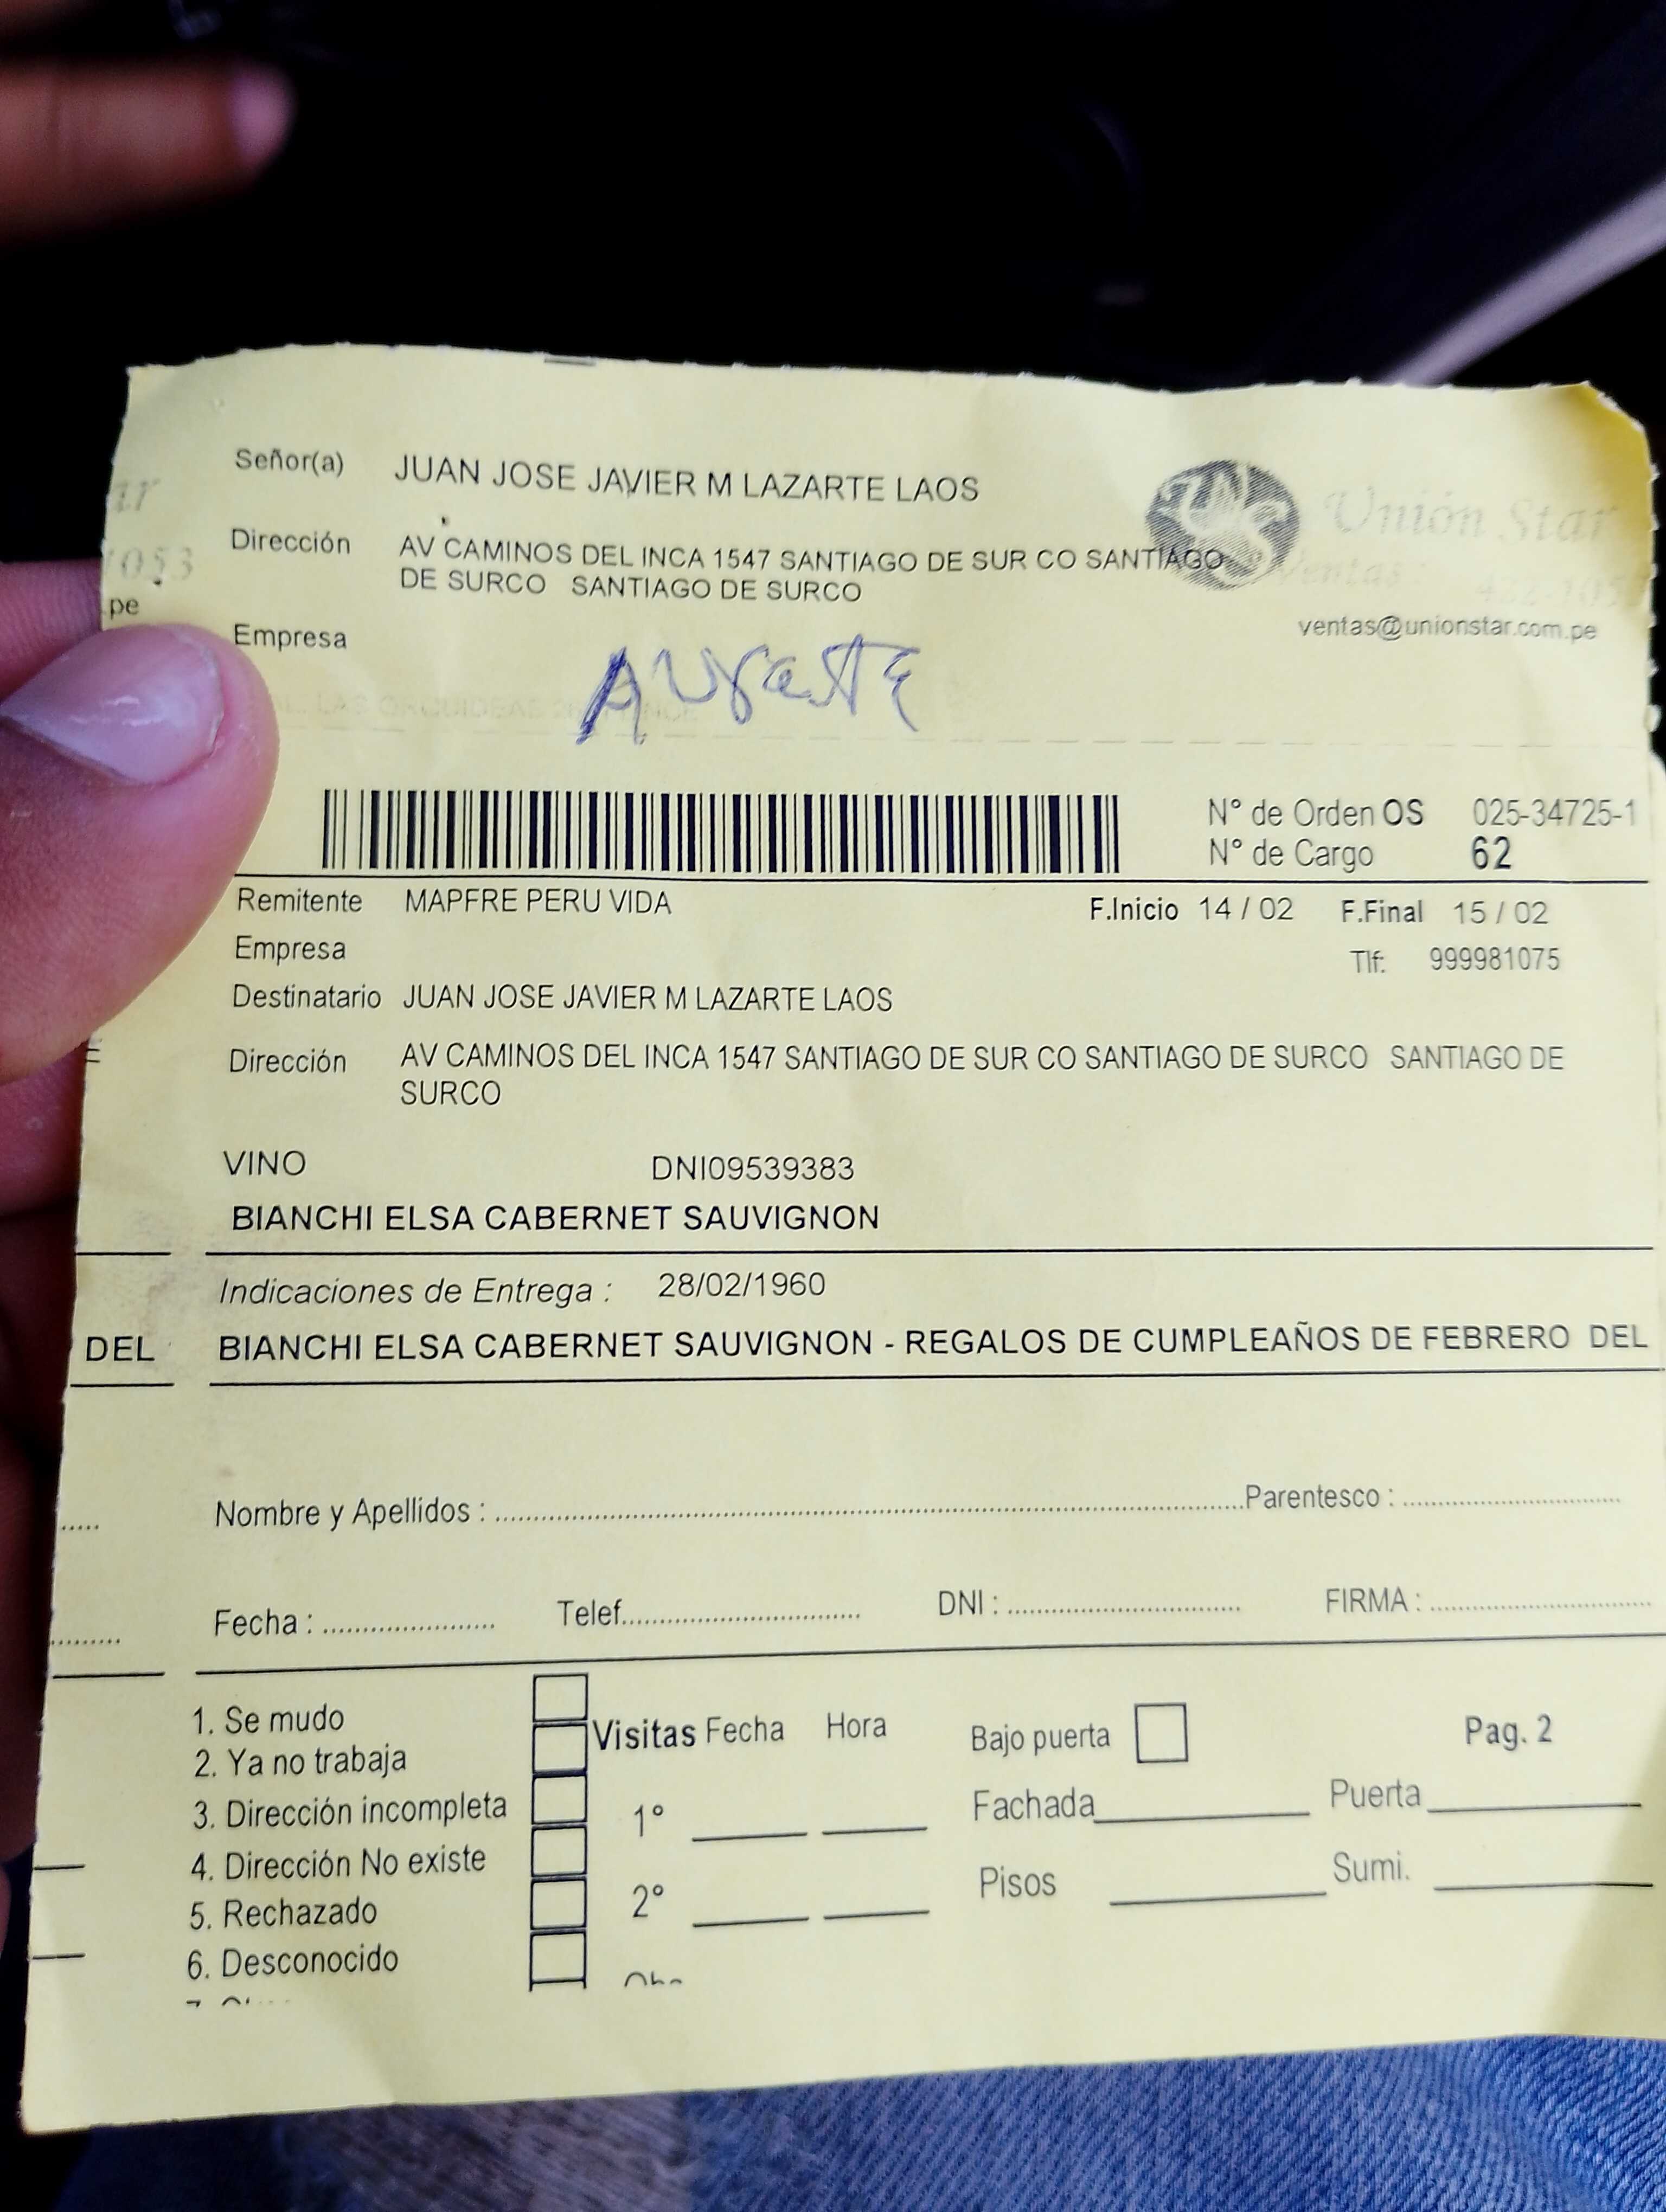 Señor(a) JUAN JOSE JAVIER M LAZARTE LAOS
Unión Star
Dirección AV CAMINOS DEL INCA 1547 SANTIAGO DE SUR CO SANTIAGO
DE SURCO SANTIAGO DE SURCO
Ventas
053
pe
ventas@unionstar.com.pe
Empresa
Ausente
N° de Orden OS 025-34725-1
N° de Cargo 62
Remitente MAPFRE PERU VIDA F.Inicio 14 / 02 F.Final 15 / 02
Empresa Tlf: 999981075
Destinatario JUAN JOSE JAVIER M LAZARTE LAOS
Dirección AV CAMINOS DEL INCA 1547 SANTIAGO DE SUR CO SANTIAGO DE SURCO SANTIAGO DE
SURCO
VINO DNI09539383
BIANCHI ELSA CABERNET SAUVIGNON
Indicaciones de Entrega : 28/02/1960
DEL BIANCHI ELSA CABERNET SAUVIGNON - REGALOS DE CUMPLEAÑOS DE FEBRERO DEL
Nombre y Apellidos : Parentesco :
Fecha : Telef. DNI : FIRMA :
1. Se mudo
2. Ya no trabaja
3. Dirección incompleta
4. Dirección No existe
5. Rechazado
6. Desconocido
Visitas Fecha Hora
1°
2°
Bajo puerta Pag. 2
Fachada Puerta
Pisos Sumi.